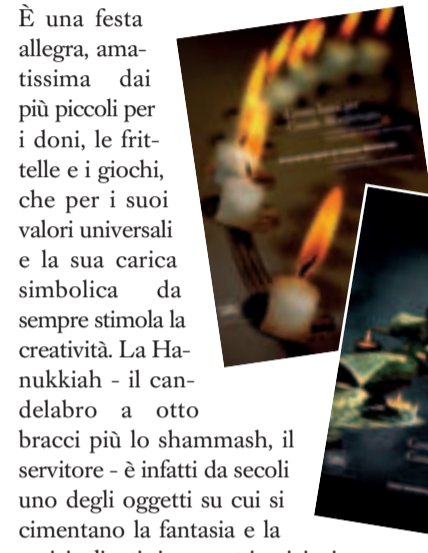 È una festa
allegra, ama-
tissima dai
più piccoli per
i doni, le frit-
telle e i giochi,
che per i suoi
valori universali
e la sua carica
simbolica da
sempre stimola la
creatività. La Ha-
nukkiah - il can-
delabro a otto
bracci più lo shammash, il
servitore - è infatti da secoli
uno degli oggetti su cui si
cimentano la fantasia e la